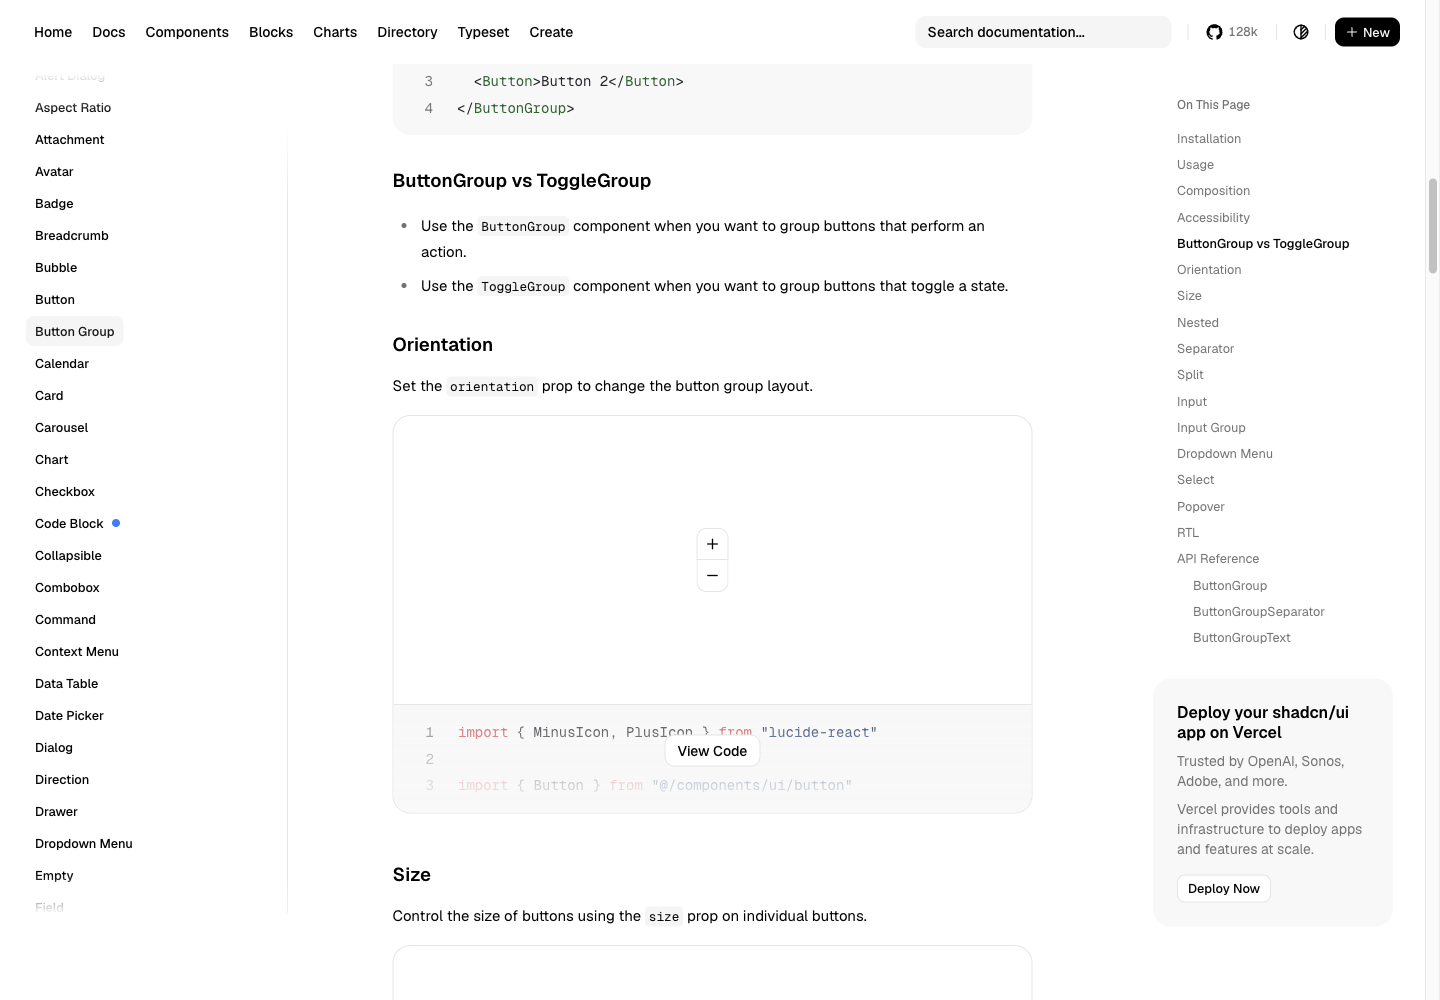 Home Docs Components Blocks Charts Directory Typeset Create
Search documentation...
128k
New
Alert Dialog
Aspect Ratio
Attachment
Avatar
Badge
Breadcrumb
Bubble
Button
Button Group
Calendar
Card
Carousel
Chart
Checkbox
Code Block
Collapsible
Combobox
Command
Context Menu
Data Table
Date Picker
Dialog
Direction
Drawer
Dropdown Menu
Empty
Field
3 <Button>Button 2</Button>
4 </ButtonGroup>
ButtonGroup vs ToggleGroup
• Use the ButtonGroup component when you want to group buttons that perform an
action.
• Use the ToggleGroup component when you want to group buttons that toggle a state.
Orientation
Set the orientation prop to change the button group layout.
1 import { MinusIcon, PlusIcon } from "lucide-react"
2
View Code
3 import { Button } from "@/components/ui/button"
Size
Control the size of buttons using the size prop on individual buttons.
On This Page
Installation
Usage
Composition
Accessibility
ButtonGroup vs ToggleGroup
Orientation
Size
Nested
Separator
Split
Input
Input Group
Dropdown Menu
Select
Popover
RTL
API Reference
ButtonGroup
ButtonGroupSeparator
ButtonGroupText
Deploy your shadcn/ui
app on Vercel
Trusted by OpenAI, Sonos,
Adobe, and more.
Vercel provides tools and
infrastructure to deploy apps
and features at scale.
Deploy Now